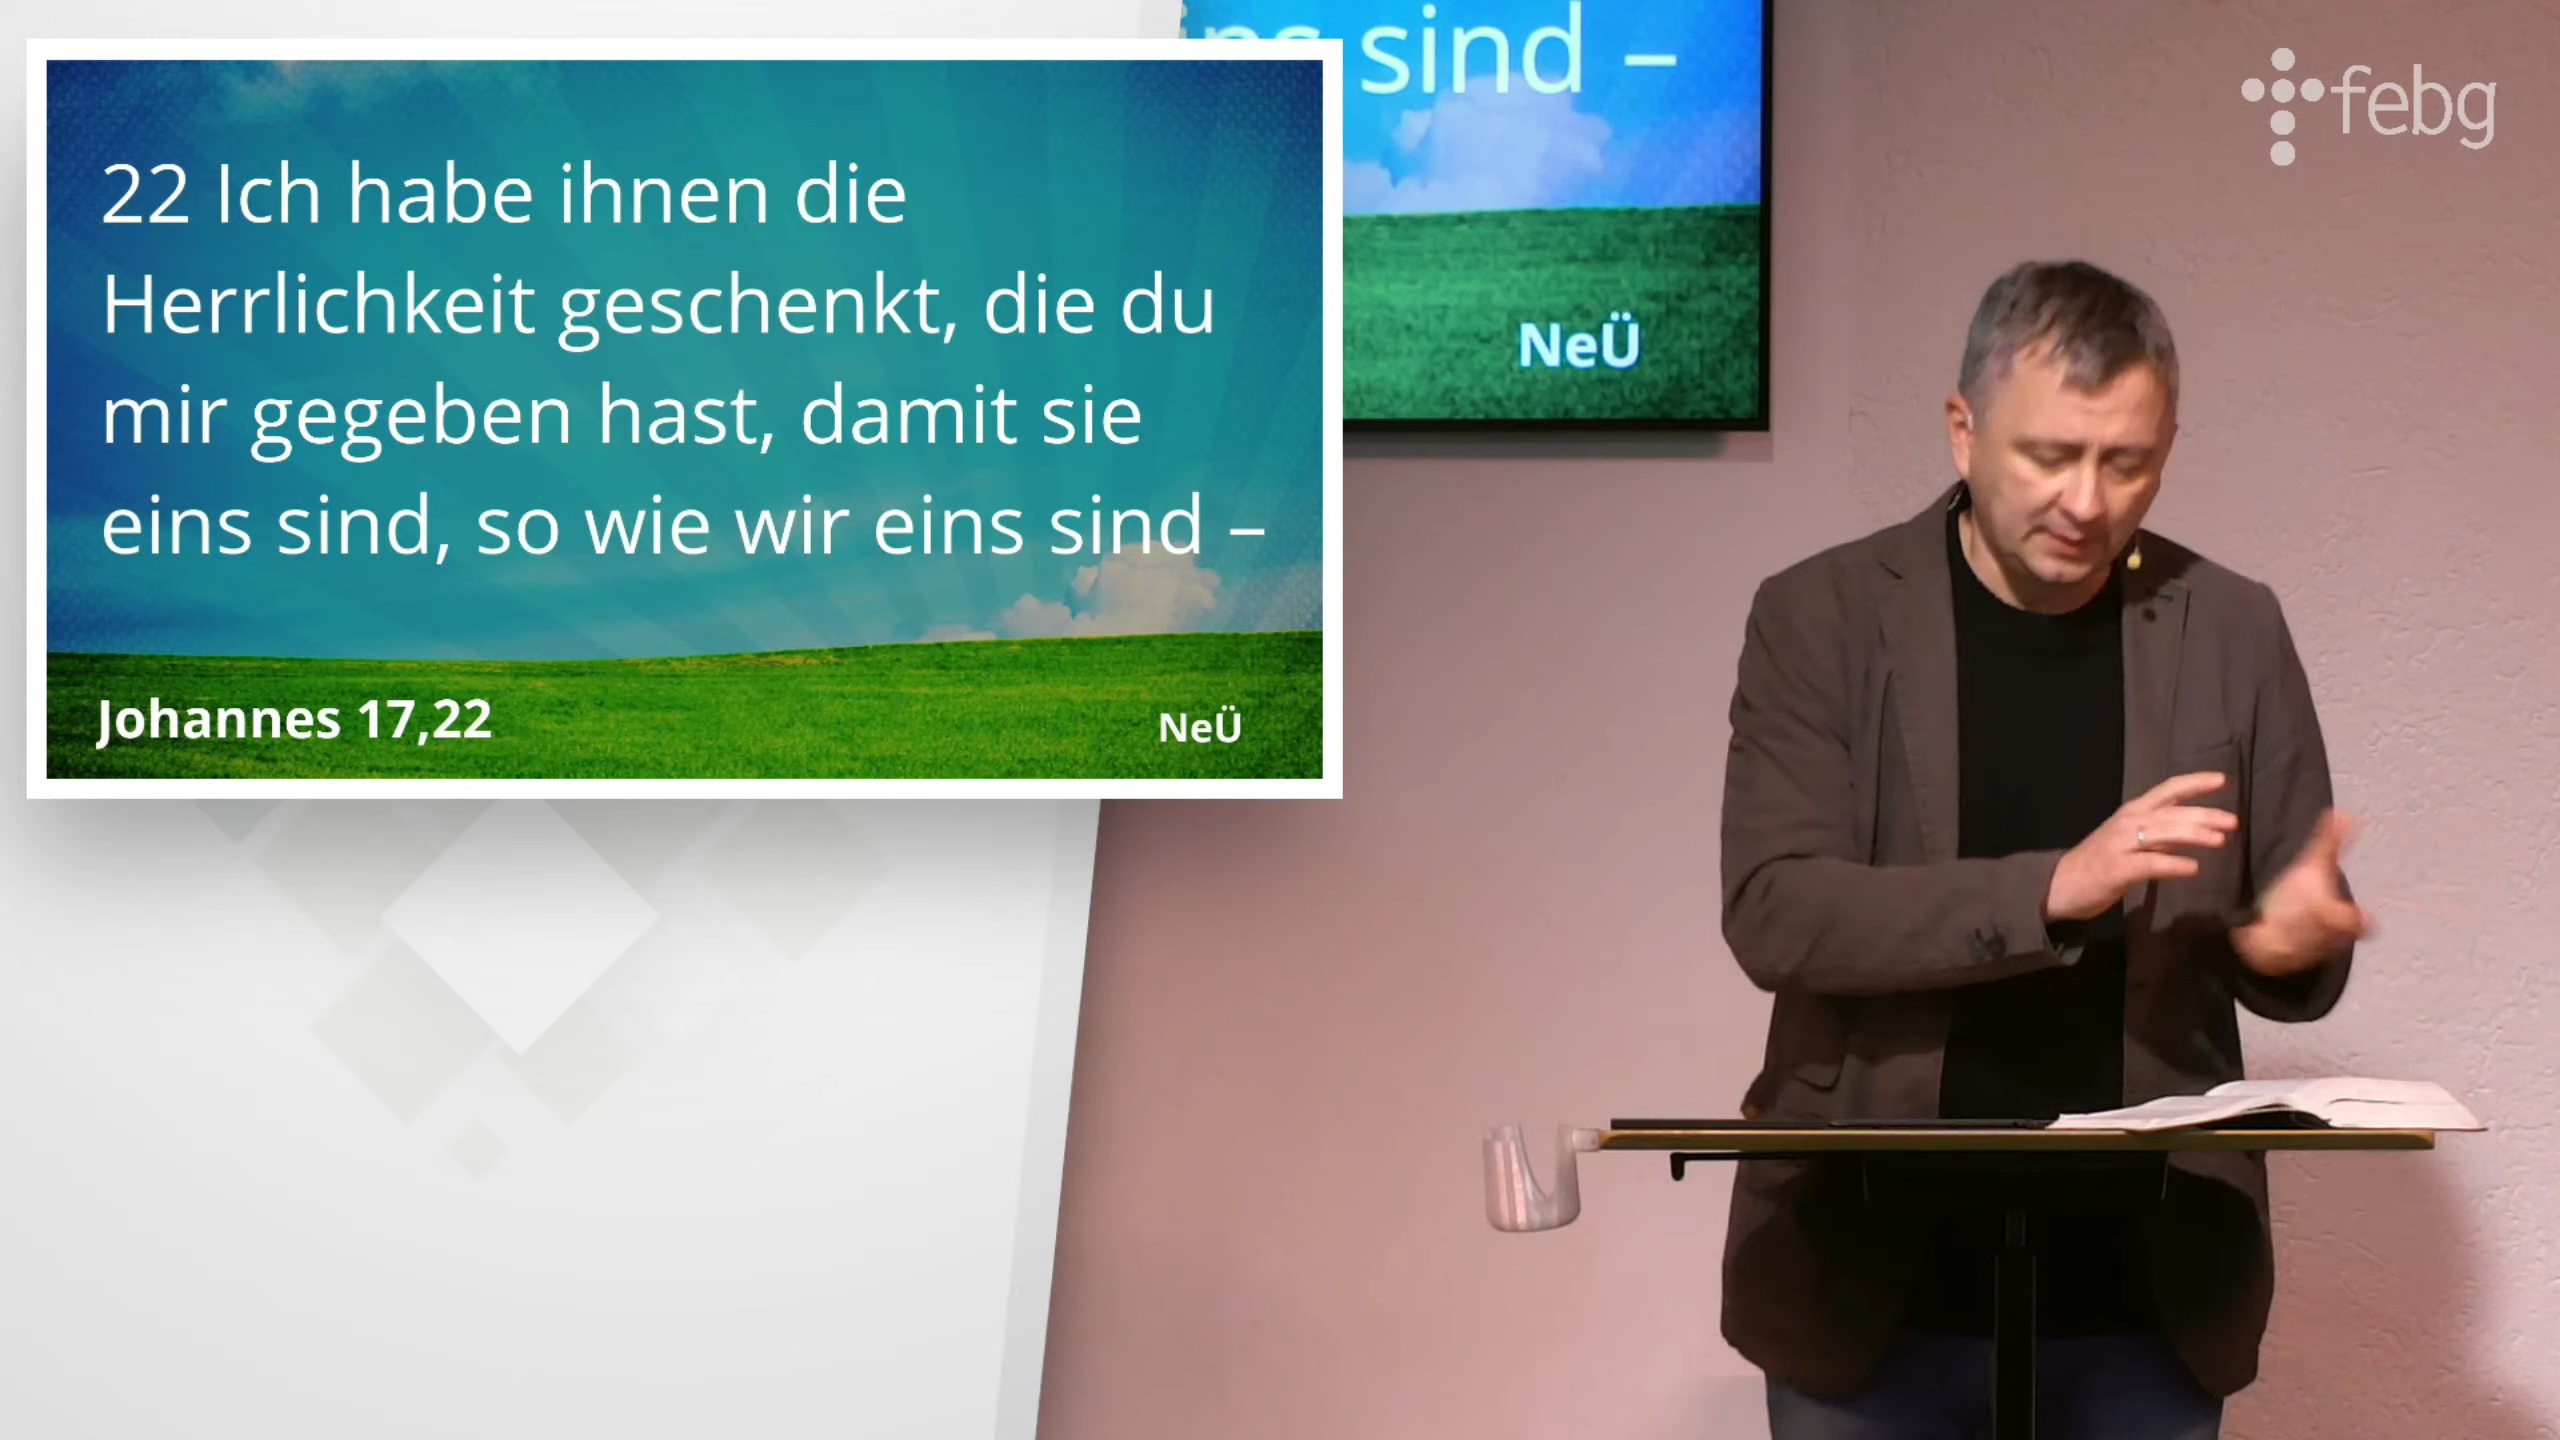 22 Ich habe ihnen die
Herrlichkeit geschenkt, die du
mir gegeben hast, damit sie
eins sind, so wie wir eins sind –
Johannes 17,22
NeÜ
eins sind –
NeÜ
febg